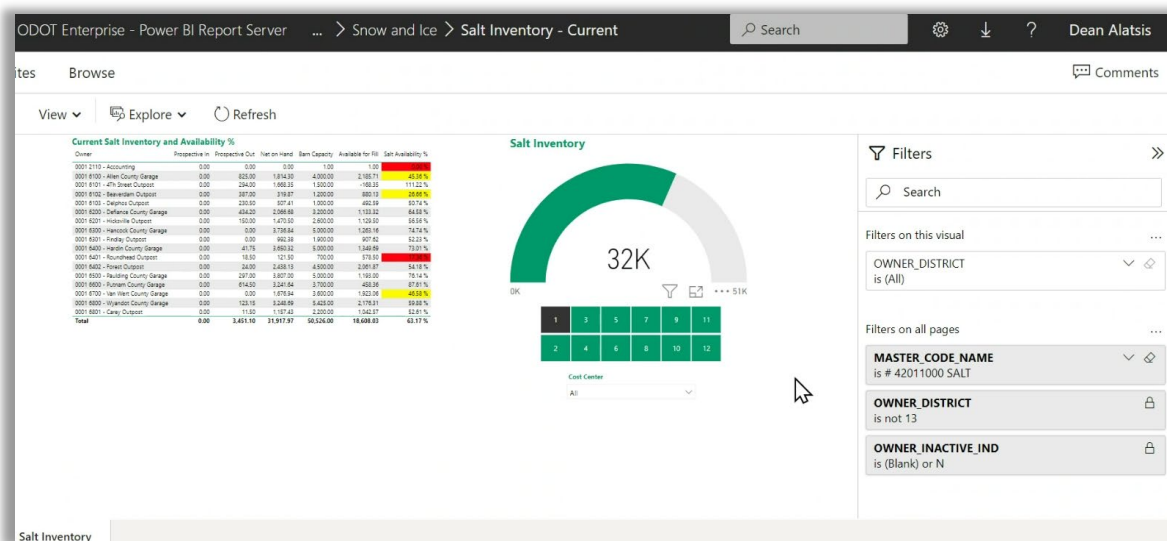 ODOT Enterprise - Power BI Report Server ... > Snow and Ice > Salt Inventory - Current Search ? Dean Alatsis
ites Browse Comments
View Explore Refresh
Current Salt Inventory and Availability %
Owner Prospective In Prospective Out Net on Hand Barn Capacity Available for Fill Salt Availability %
0001 2110 - Accounting 0.00 0.00 0.00 1.00 1.00
0001 6100 - Allen County Garage 0.00 825.00 1,814.30 4,000.00 2,185.71 45.36 %
0001 6101 - 4Th Street Outpost 0.00 294.00 1,668.35 1,500.00 -168.35 111.22 %
0001 6102 - Beaverdam Outpost 0.00 387.00 319.87 1,200.00 880.13 26.66 %
0001 6103 - Delphos Outpost 0.00 230.50 507.41 1,000.00 492.59 50.74 %
0001 6200 - Defiance County Garage 0.00 434.20 2,066.68 3,200.00 1,133.32 64.58 %
0001 6201 - Hicksville Outpost 0.00 150.00 1,470.50 2,600.00 1,129.50 56.56 %
0001 6300 - Hancock County Garage 0.00 0.00 3,736.84 5,000.00 1,263.16 74.74 %
0001 6301 - Findlay Outpost 0.00 0.00 992.38 1,900.00 907.62 52.23 %
0001 6400 - Hardin County Garage 0.00 41.75 3,650.32 5,000.00 1,349.69 73.01 %
0001 6401 - Roundhead Outpost 0.00 18.50 121.50 700.00 578.50
0001 6402 - Forest Outpost 0.00 24.00 2,438.13 4,500.00 2,061.87 54.18 %
0001 6500 - Paulding County Garage 0.00 297.00 3,807.00 5,000.00 1,193.00 76.14 %
0001 6600 - Putnam County Garage 0.00 614.50 3,241.64 3,700.00 458.36 87.61 %
0001 6700 - Van Wert County Garage 0.00 0.00 1,676.94 3,600.00 1,923.06 46.58 %
0001 6800 - Wyandot County Garage 0.00 123.15 3,248.69 5,425.00 2,176.31 59.88 %
0001 6801 - Carey Outpost 0.00 11.50 1,157.43 2,200.00 1,042.57 52.61 %
Total 0.00 3,451.10 31,917.97 50,526.00 18,608.03 63.17 %
Salt Inventory
32K
0K ... 51K
1 3 5 7 9 11
2 4 6 8 10 12
Cost Center
All
Filters
Search
Filters on this visual ...
OWNER_DISTRICT
is (All)
Filters on all pages ...
MASTER_CODE_NAME
is # 42011000 SALT
OWNER_DISTRICT
is not 13
OWNER_INACTIVE_IND
is (Blank) or N
Salt Inventory